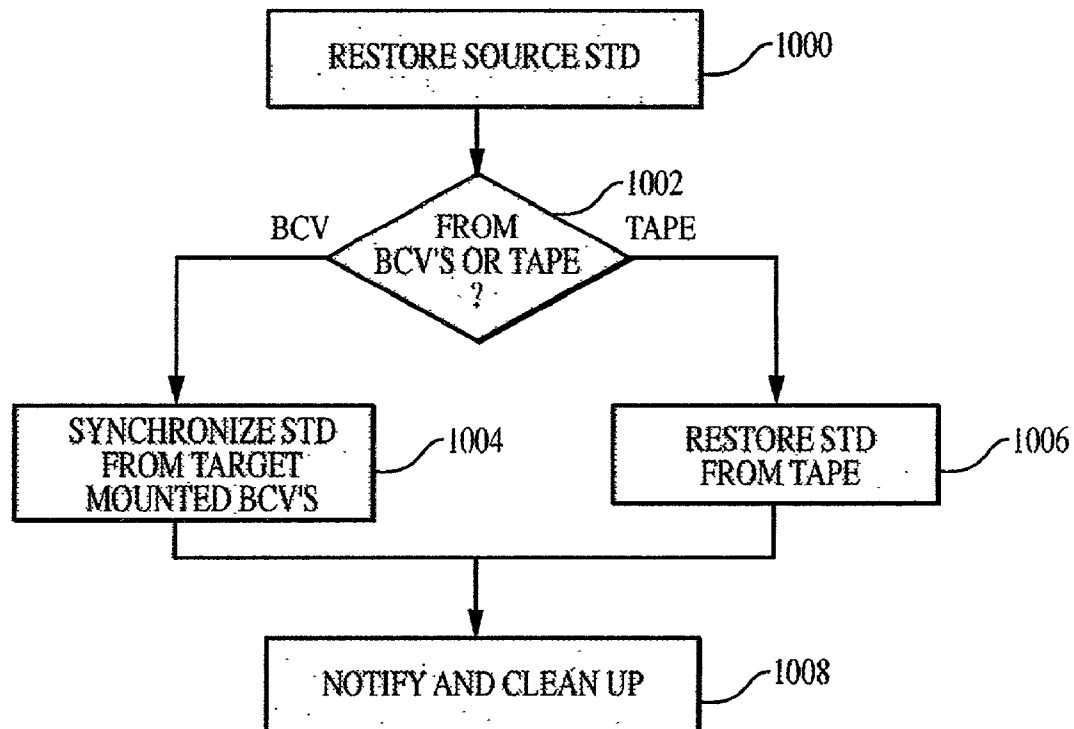 RESTORE SOURCE STD
1000
1002
BCV
FROM
BCV'S OR TAPE
?
TAPE
SYNCHRONIZE STD
FROM TARGET
MOUNTED BCV'S
1004
RESTORE STD
FROM TAPE
1006
NOTIFY AND CLEAN UP
1008